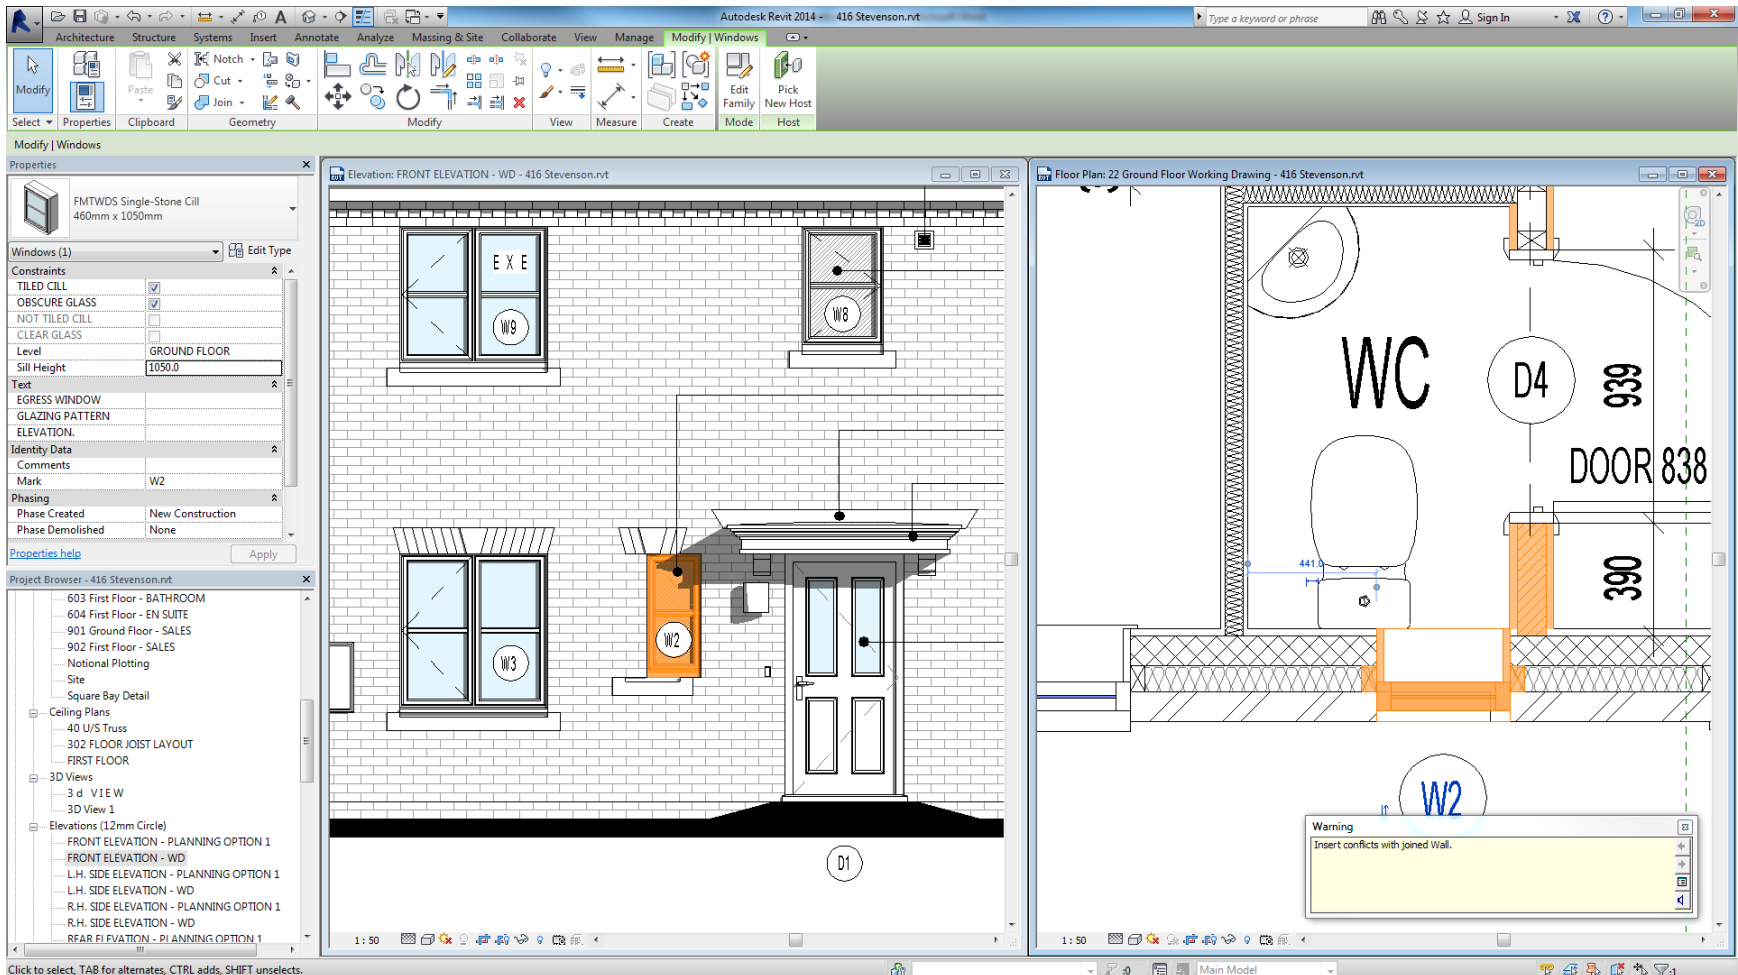 Autodesk Revit 2014 - 416 Stevenson.rvt
Type a keyword or phrase
Sign In
Architecture Structure Systems Insert Annotate Analyze Massing & Site Collaborate View Manage Modify | Windows
Modify
Paste
Notch
Cut
Join
Edit Family
Pick New Host
Select Properties Clipboard Geometry Modify View Measure Create Mode Host
Modify | Windows
Properties
FMTWDS Single-Stone Cill
460mm x 1050mm
Windows (1)
Edit Type
Constraints
TILED CILL
OBSCURE GLASS
NOT TILED CILL
CLEAR GLASS
Level GROUND FLOOR
Sill Height 1050.0
Text
EGRESS WINDOW
GLAZING PATTERN
ELEVATION.
Identity Data
Comments
Mark W2
Phasing
Phase Created New Construction
Phase Demolished None
Properties help
Apply
Project Browser - 416 Stevenson.rvt
603 First Floor - BATHROOM
604 First Floor - EN SUITE
901 Ground Floor - SALES
902 First Floor - SALES
Notional Plotting
Site
Square Bay Detail
Ceiling Plans
40 U/S Truss
302 FLOOR JOIST LAYOUT
FIRST FLOOR
3D Views
3 d V I E W
3D View 1
Elevations (12mm Circle)
FRONT ELEVATION - PLANNING OPTION 1
FRONT ELEVATION - WD
L.H. SIDE ELEVATION - PLANNING OPTION 1
L.H. SIDE ELEVATION - WD
R.H. SIDE ELEVATION - PLANNING OPTION 1
R.H. SIDE ELEVATION - WD
REAR ELEVATION - PLANNING OPTION 1
Elevation: FRONT ELEVATION - WD - 416 Stevenson.rvt
E X E
W9
W8
W3
W2
D1
1 : 50
Floor Plan: 22 Ground Floor Working Drawing - 416 Stevenson.rvt
2D
WC
D4
939
DOOR 838
390
441.0
W2
Warning
Insert conflicts with joined Wall.
1 : 50
Click to select, TAB for alternates, CTRL adds, SHIFT unselects.
:0
Main Model
:1